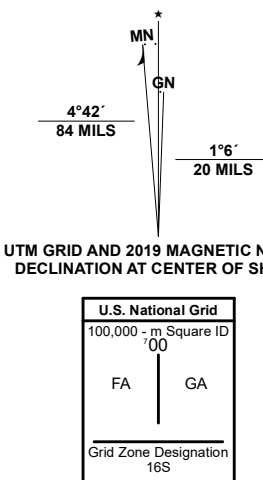 ★
MN
GN
4°42´
84 MILS
1°6´
20 MILS
UTM GRID AND 2019 MAGNETIC N
DECLINATION AT CENTER OF SH
U.S. National Grid
100,000 - m Square ID
⁷00
FA GA
Grid Zone Designation
16S